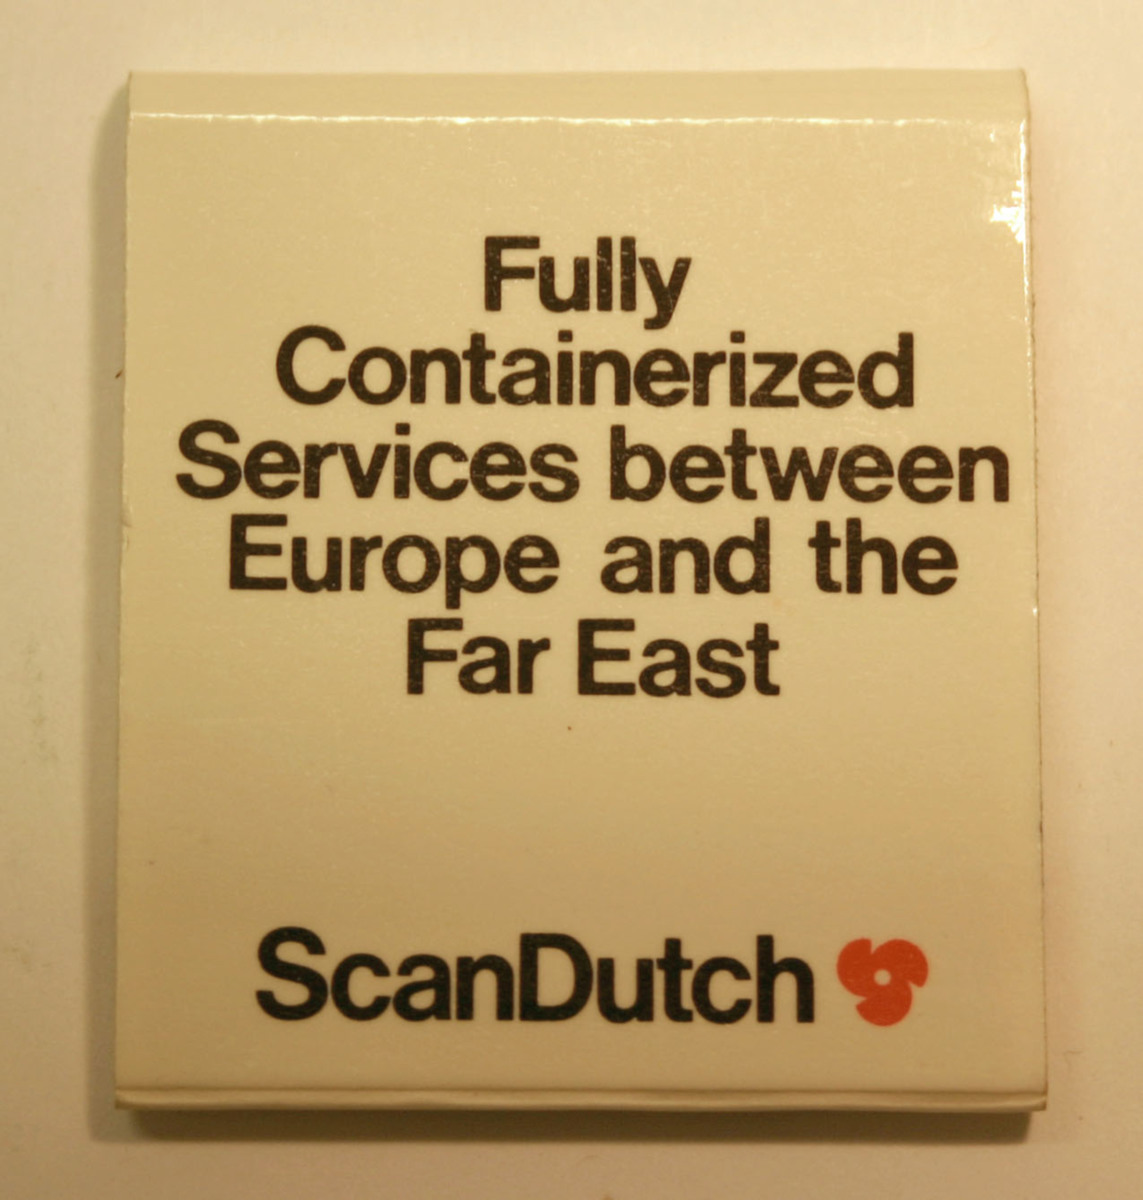 Fully
Containerized
Services between
Europe and the
Far East
ScanDutch